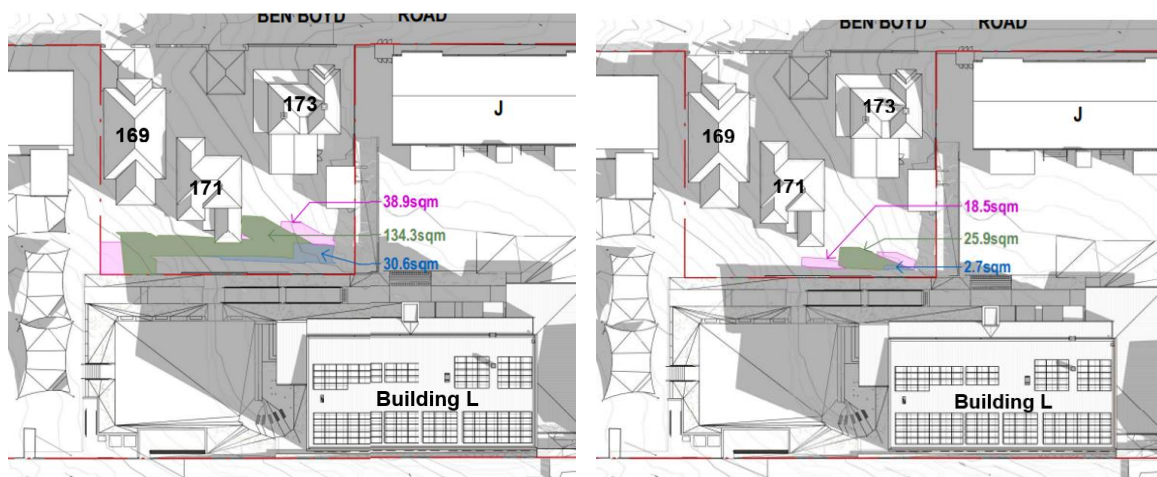 BEN BOYD ROAD
173
J
169
171
38.9sqm
134.3sqm
30.6sqm
Building L
BEN BOYD ROAD
173
J
169
171
18.5sqm
25.9sqm
2.7sqm
Building L